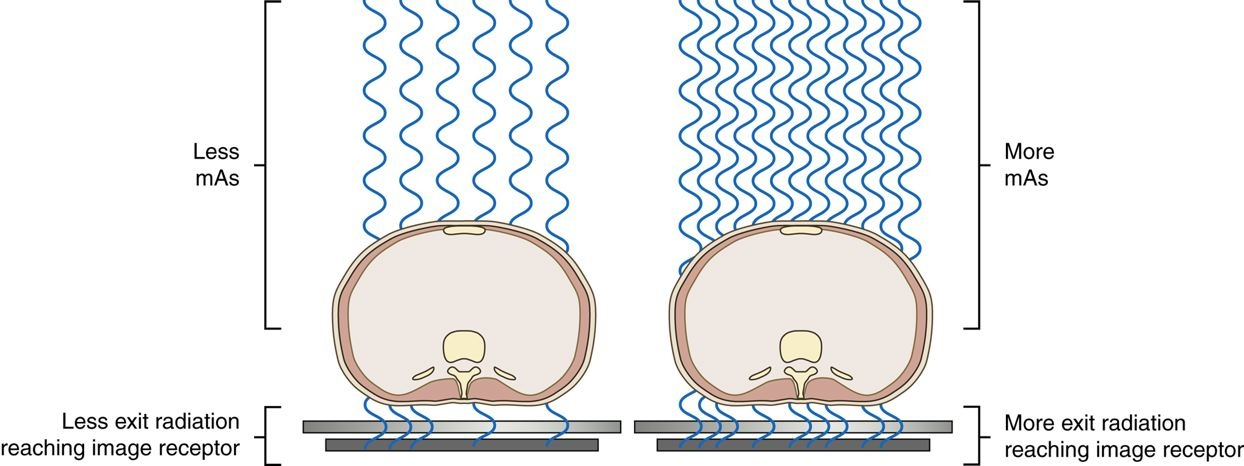 Less
mAs
More
mAs
Less exit radiation
reaching image receptor
More exit radiation
reaching image receptor